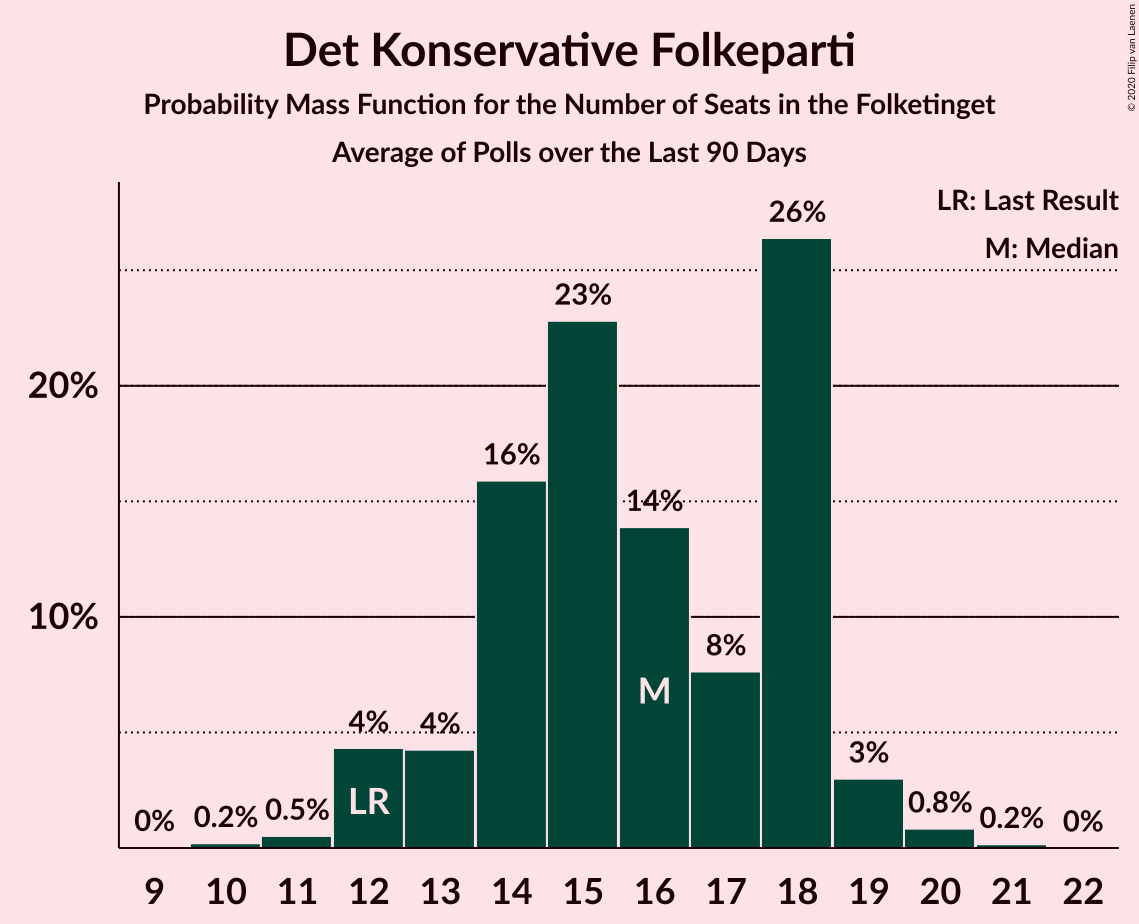 Det Konservative Folkeparti
Probability Mass Function for the Number of Seats in the Folketinget
Average of Polls over the Last 90 Days
© 2020 Filip van Laenen
LR: Last Result
M: Median
26%
23%
20%
16%
14%
10%
8%
M
4%
4%
3%
LR
0%
0.2%
0.5%
0.8%
0.2%
0%
9 10 11 12 13 14 15 16 17 18 19 20 21 22